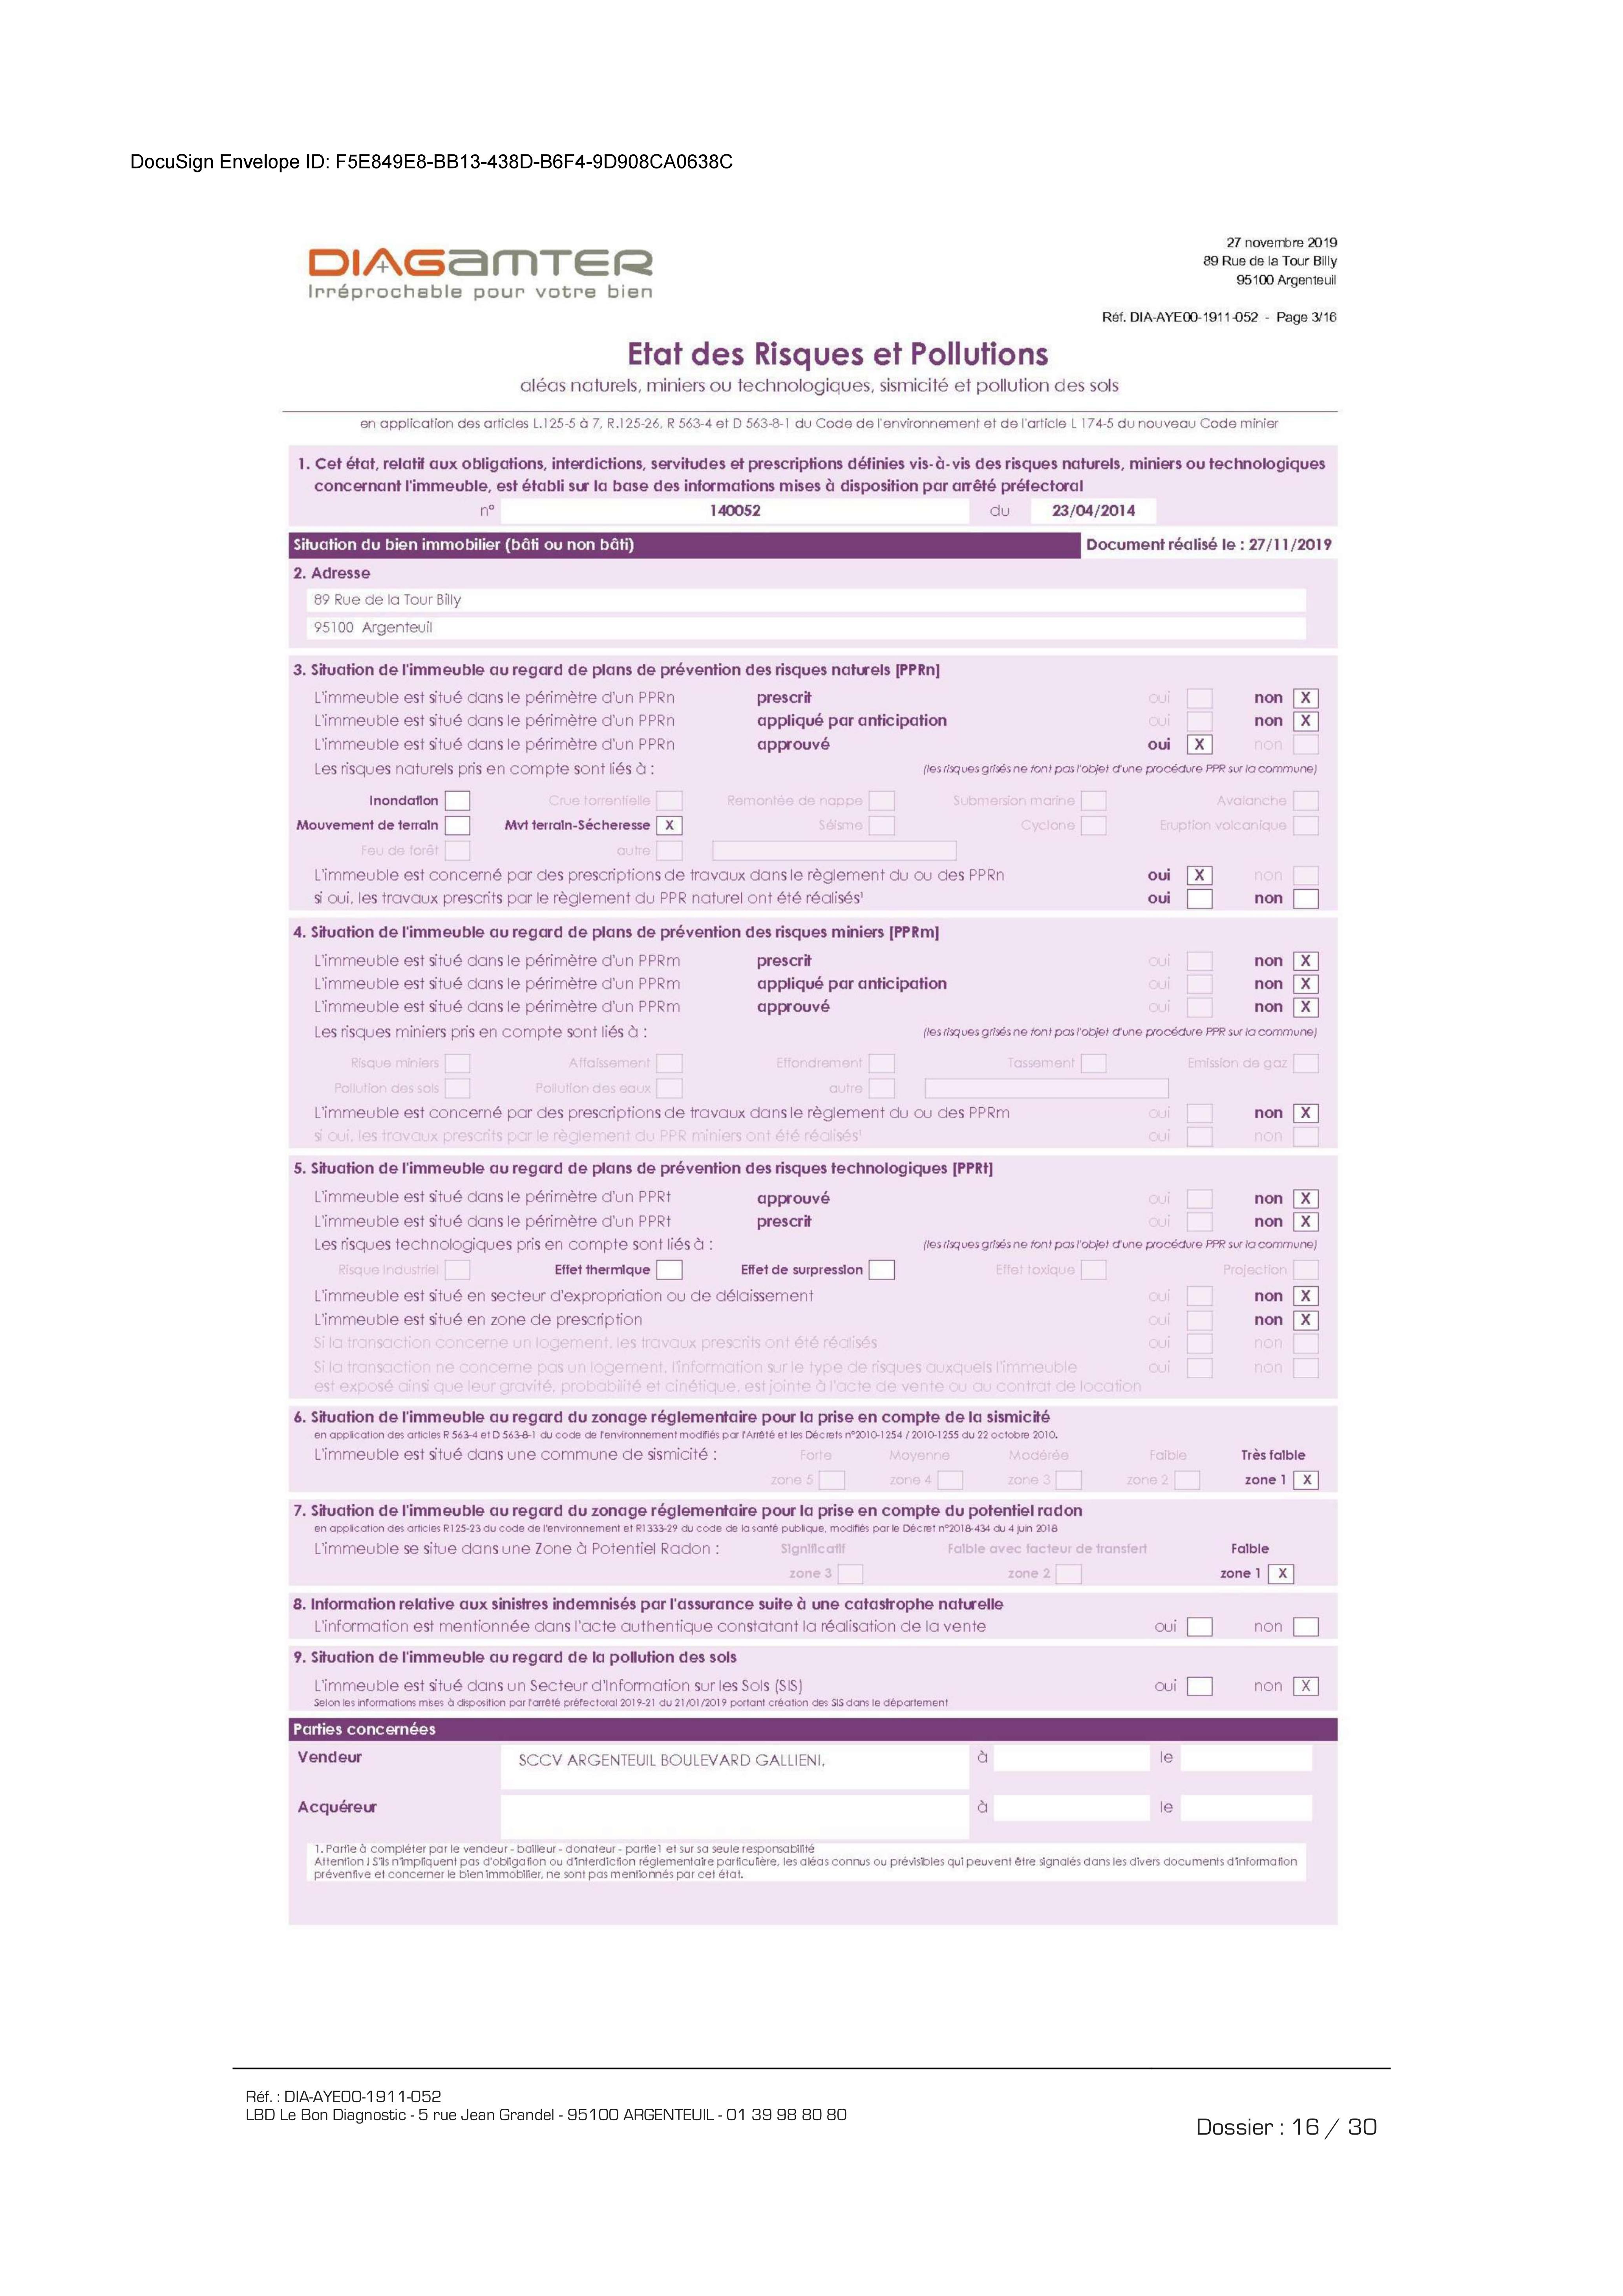 DocuSign Envelope ID: F5E849E8-BB13-438D-B6F4-9D908CA0638C
DIAGAMTER
Irréprochable pour votre bien
27 novembre 2019
89 Rue de la Tour Billy
95100 Argenteuil
Réf. DIA-AYE00-1911-052 - Page 3/16
Etat des Risques et Pollutions
aléas naturels, miniers ou technologiques, sismicité et pollution des sols
en application des articles L.125-5 à 7, R.125-26, R 563-4 et D 563-8-1 du Code de l'environnement et de l'article L 174-5 du nouveau Code minier
1. Cet état, relatif aux obligations, interdictions, servitudes et prescriptions définies vis-à-vis des risques naturels, miniers ou technologiques
concernant l'immeuble, est établi sur la base des informations mises à disposition par arrêté préfectoral
n° 140052 du 23/04/2014
Situation du bien immobilier (bâti ou non bâti) Document réalisé le : 27/11/2019
2. Adresse
89 Rue de la Tour Billy
95100 Argenteuil
3. Situation de l'immeuble au regard de plans de prévention des risques naturels [PPRn]
L'immeuble est situé dans le périmètre d'un PPRn prescrit oui non X
L'immeuble est situé dans le périmètre d'un PPRn appliqué par anticipation oui non X
L'immeuble est situé dans le périmètre d'un PPRn approuvé oui X non
Les risques naturels pris en compte sont liés à : (les risques grisés ne font pas l'objet d'une procédure PPR sur la commune)
Inondation Crue torrentielle Remontée de nappe Submersion marine Avalanche
Mouvement de terrain Mvt terrain-Sécheresse X Séisme Cyclone Eruption volcanique
Feu de forêt autre
L'immeuble est concerné par des prescriptions de travaux dans le règlement du ou des PPRn oui X non
si oui, les travaux prescrits par le règlement du PPR naturel ont été réalisés¹ oui non
4. Situation de l'immeuble au regard de plans de prévention des risques miniers [PPRm]
L'immeuble est situé dans le périmètre d'un PPRm prescrit oui non X
L'immeuble est situé dans le périmètre d'un PPRm appliqué par anticipation oui non X
L'immeuble est situé dans le périmètre d'un PPRm approuvé oui non X
Les risques miniers pris en compte sont liés à : (les risques grisés ne font pas l'objet d'une procédure PPR sur la commune)
Risque miniers Affaissement Effondrement Tassement Emission de gaz
Pollution des sols Pollution des eaux autre
L'immeuble est concerné par des prescriptions de travaux dans le règlement du ou des PPRm oui non X
si oui, les travaux prescrits par le règlement du PPR miniers ont été réalisés¹ oui non
5. Situation de l'immeuble au regard de plans de prévention des risques technologiques [PPRt]
L'immeuble est situé dans le périmètre d'un PPRt approuvé oui non X
L'immeuble est situé dans le périmètre d'un PPRt prescrit oui non X
Les risques technologiques pris en compte sont liés à : (les risques grisés ne font pas l'objet d'une procédure PPR sur la commune)
Risque Industriel Effet thermique Effet de surpression Effet toxique Projection
L'immeuble est situé en secteur d'expropriation ou de délaissement oui non X
L'immeuble est situé en zone de prescription oui non X
Si la transaction concerne un logement, les travaux prescrits ont été réalisés oui non
Si la transaction ne concerne pas un logement, l'information sur le type de risques auxquels l'immeuble oui non
est exposé ainsi que leur gravité, probabilité et cinétique, est jointe à l'acte de vente ou au contrat de location
6. Situation de l'immeuble au regard du zonage réglementaire pour la prise en compte de la sismicité
en application des articles R 563-4 et D 563-8-1 du code de l'environnement modifiés par l'Arrêté et les Décrets n°2010-1254 / 2010-1255 du 22 octobre 2010.
L'immeuble est situé dans une commune de sismicité : Forte Moyenne Modérée Faible Très faible
zone 5 zone 4 zone 3 zone 2 zone 1 X
7. Situation de l'immeuble au regard du zonage réglementaire pour la prise en compte du potentiel radon
en application des articles R125-23 du code de l'environnement et R1333-29 du code de la santé publique, modifiés par le Décret n°2018-434 du 4 juin 2018
L'immeuble se situe dans une Zone à Potentiel Radon : Significatif Faible avec facteur de transfert Faible
zone 3 zone 2 zone 1 X
8. Information relative aux sinistres indemnisés par l'assurance suite à une catastrophe naturelle
L'information est mentionnée dans l'acte authentique constatant la réalisation de la vente oui non
9. Situation de l'immeuble au regard de la pollution des sols
L'immeuble est situé dans un Secteur d'Information sur les Sols (SIS) oui non X
Selon les informations mises à disposition par l'arrêté préfectoral 2019-21 du 21/01/2019 portant création des SIS dans le département
Parties concernées
Vendeur SCCV ARGENTEUIL BOULEVARD GALLIENI, à le
Acquéreur à le
1. Partie à compléter par le vendeur - bailleur - donateur - partie1 et sur sa seule responsabilité
Attention ! S'ils n'impliquent pas d'obligation ou d'interdiction réglementaire particulière, les aléas connus ou prévisibles qui peuvent être signalés dans les divers documents d'information
préventive et concerner le bien immobilier, ne sont pas mentionnés par cet état.
Réf. : DIA-AYE00-1911-052
LBD Le Bon Diagnostic - 5 rue Jean Grandel - 95100 ARGENTEUIL - 01 39 98 80 80
Dossier : 16 / 30